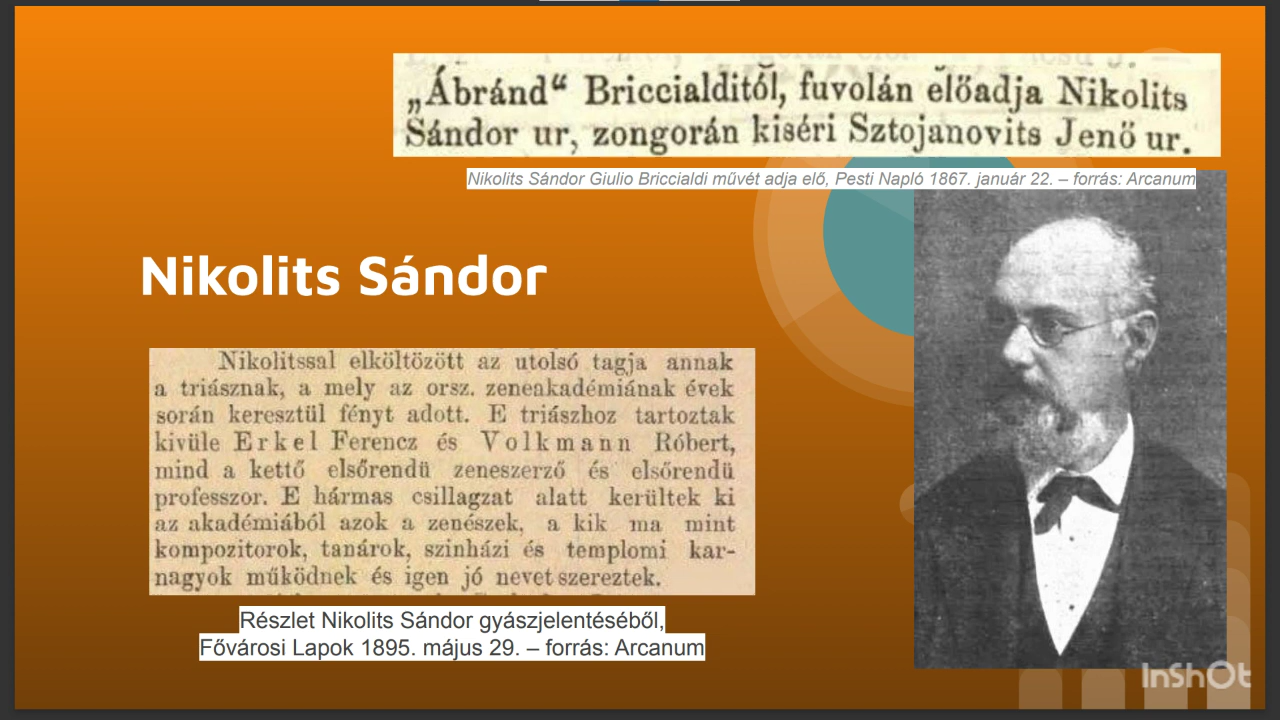 „Ábránd“ Briccialditól, fuvolán előadja Nikolits
Sándor ur, zongorán kiséri Sztojanovits Jenő ur.
Nikolits Sándor Giulio Briccialdi művét adja elő, Pesti Napló 1867. január 22. – forrás: Arcanum
Nikolits Sándor
Nikolitssal elköltözött az utolsó tagja annak
a triásznak, a mely az orsz. zeneakadémiának évek
során keresztül fényt adott. E triászhoz tartoztak
kivüle Erkel Ferencz és Volkmann Róbert,
mind a kettő elsőrendü zeneszerző és elsőrendü
professzor. E hármas csillagzat alatt kerültek ki
az akadémiából azok a zenészek, a kik ma mint
kompozitorok, tanárok, szinházi és templomi kar-
nagyok működnek és igen jó nevet szereztek.
Részlet Nikolits Sándor gyászjelentéséből,
Fővárosi Lapok 1895. május 29. – forrás: Arcanum
InShOt